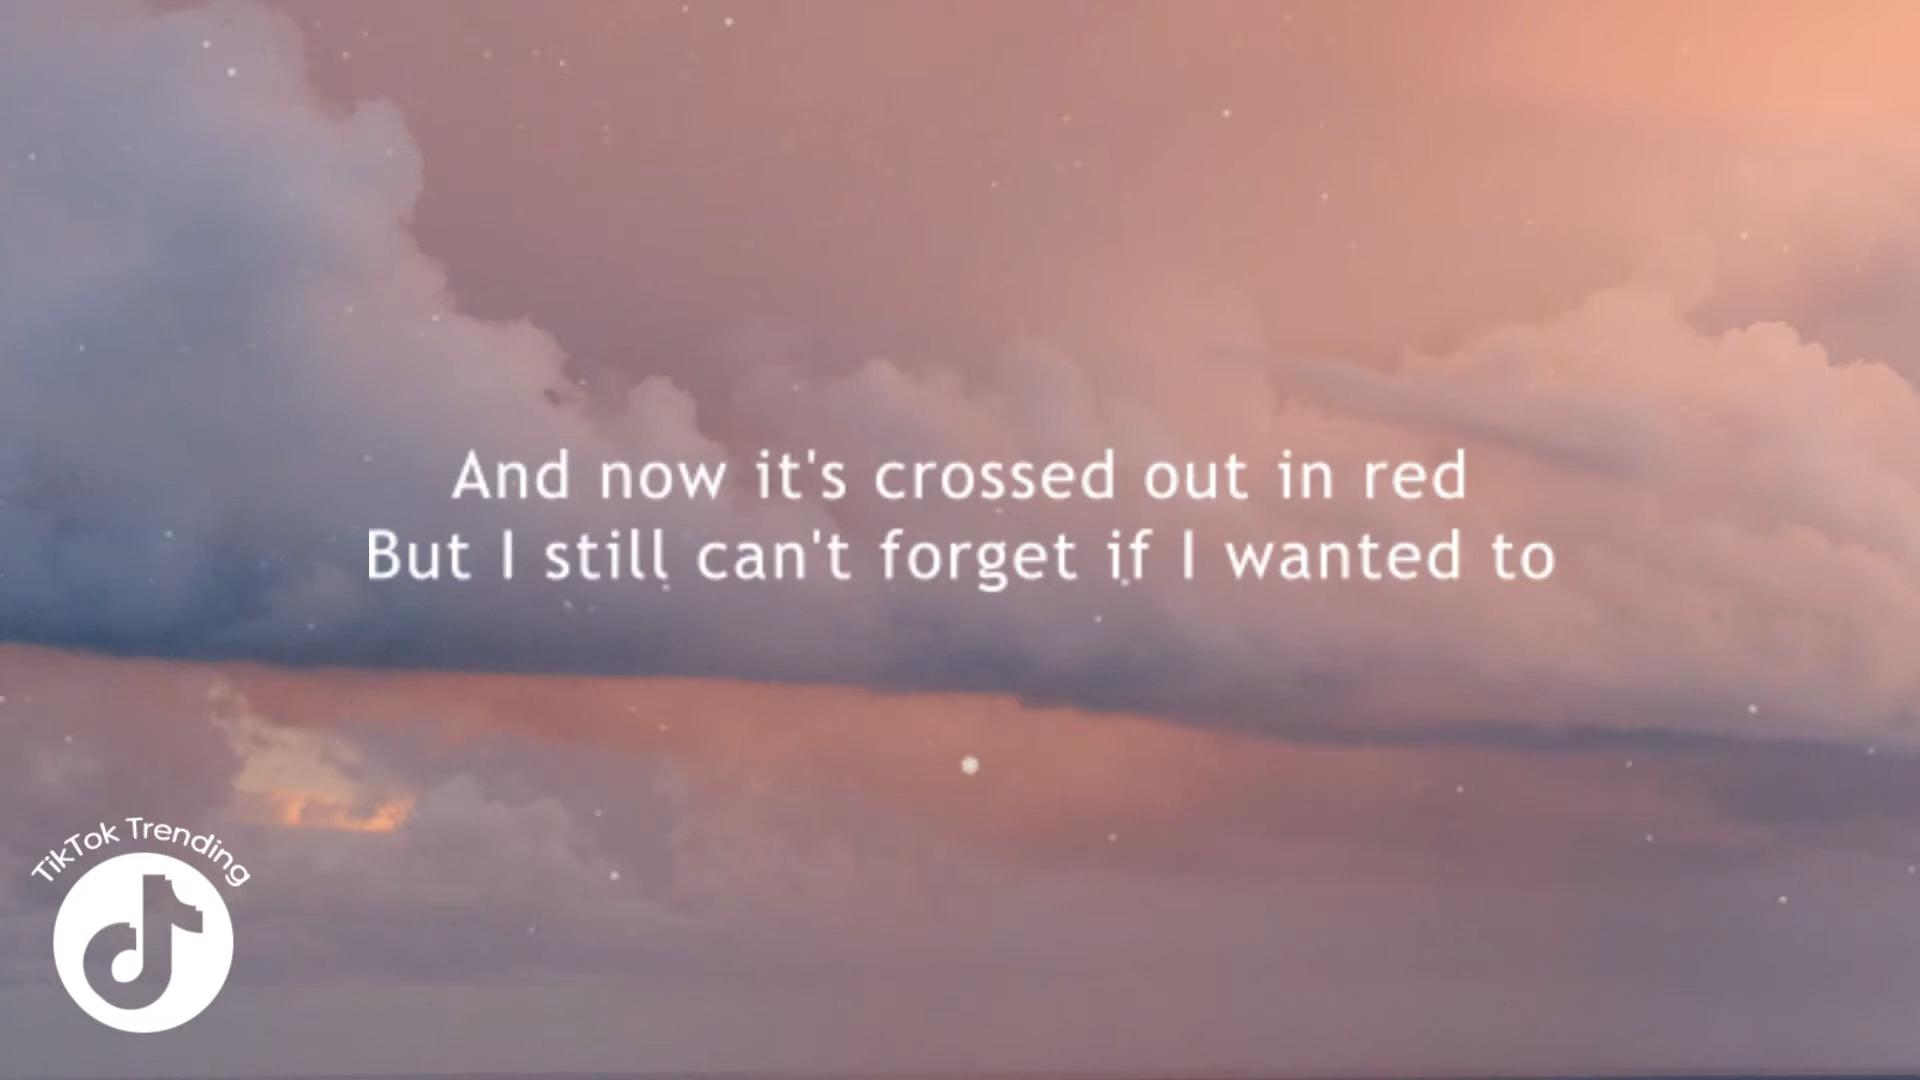 And now it's crossed out in red
But I still can't forget if I wanted to
TikTok Trending